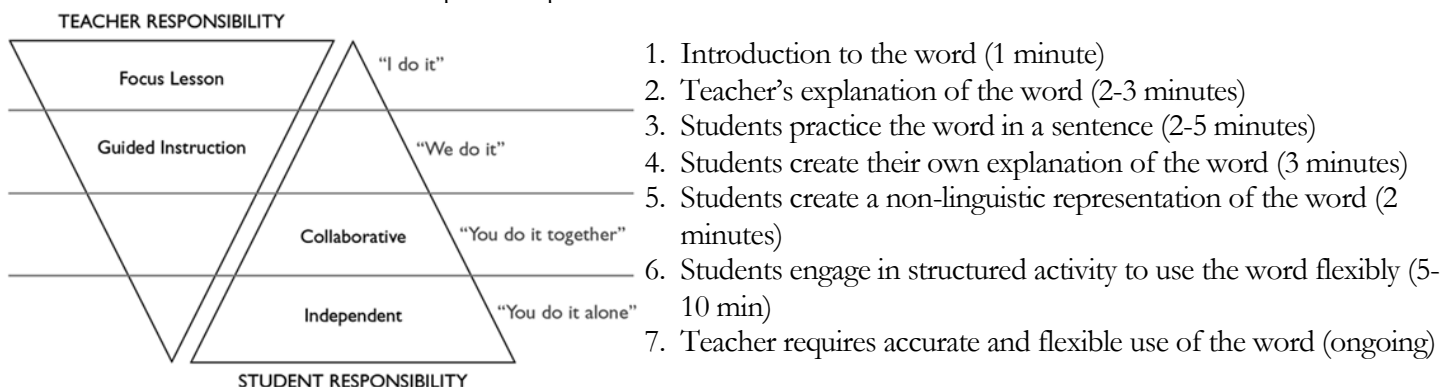 TEACHER RESPONSIBILITY
Focus Lesson
"I do it"
Guided Instruction
"We do it"
Collaborative
"You do it together"
Independent
"You do it alone"
STUDENT RESPONSIBILITY
1. Introduction to the word (1 minute)
2. Teacher’s explanation of the word (2-3 minutes)
3. Students practice the word in a sentence (2-5 minutes)
4. Students create their own explanation of the word (3 minutes)
5. Students create a non-linguistic representation of the word (2
minutes)
6. Students engage in structured activity to use the word flexibly (5-
10 min)
7. Teacher requires accurate and flexible use of the word (ongoing)